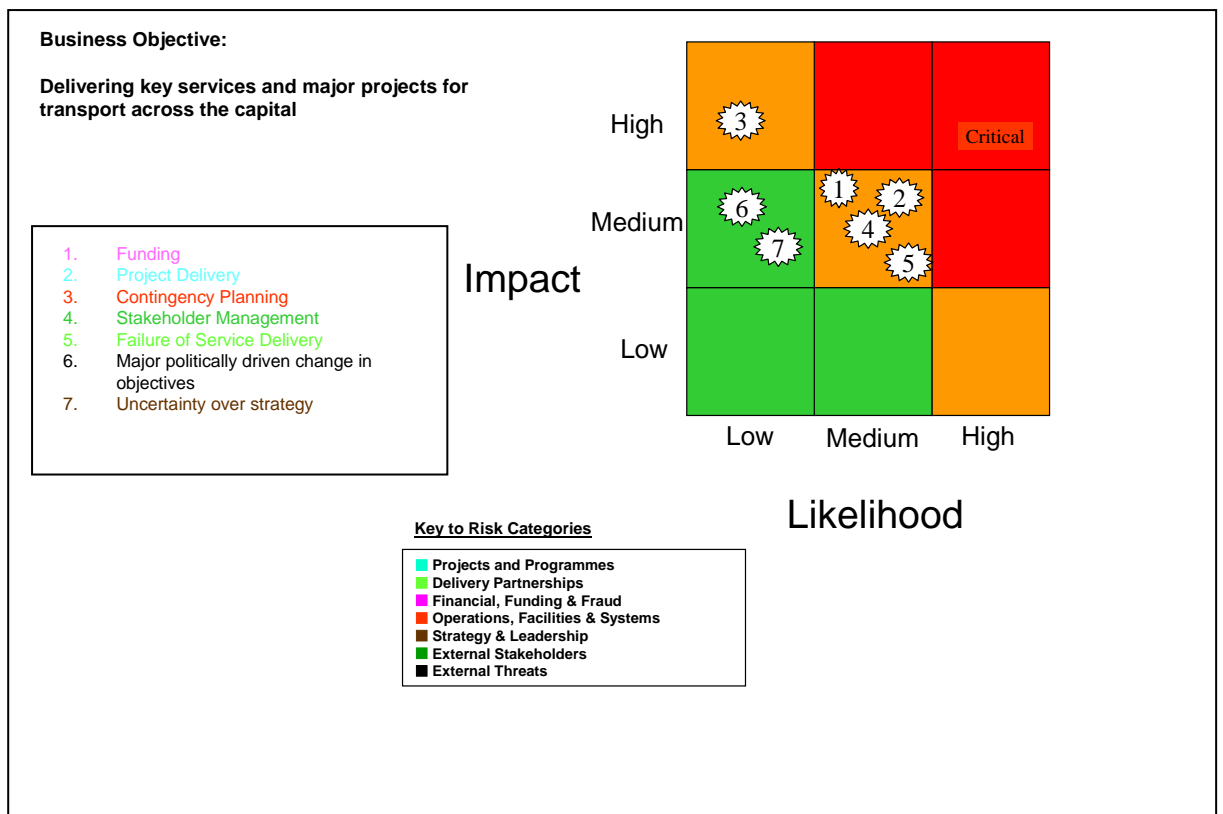 Business Objective:
Delivering key services and major projects for
transport across the capital
1. Funding
2. Project Delivery
3. Contingency Planning
4. Stakeholder Management
5. Failure of Service Delivery
6. Major politically driven change in
objectives
7. Uncertainty over strategy
Impact
High
Medium
Low
3
Critical
1
2
6
4
7
5
Low
Medium
High
Likelihood
Key to Risk Categories
Projects and Programmes
Delivery Partnerships
Financial, Funding & Fraud
Operations, Facilities & Systems
Strategy & Leadership
External Stakeholders
External Threats